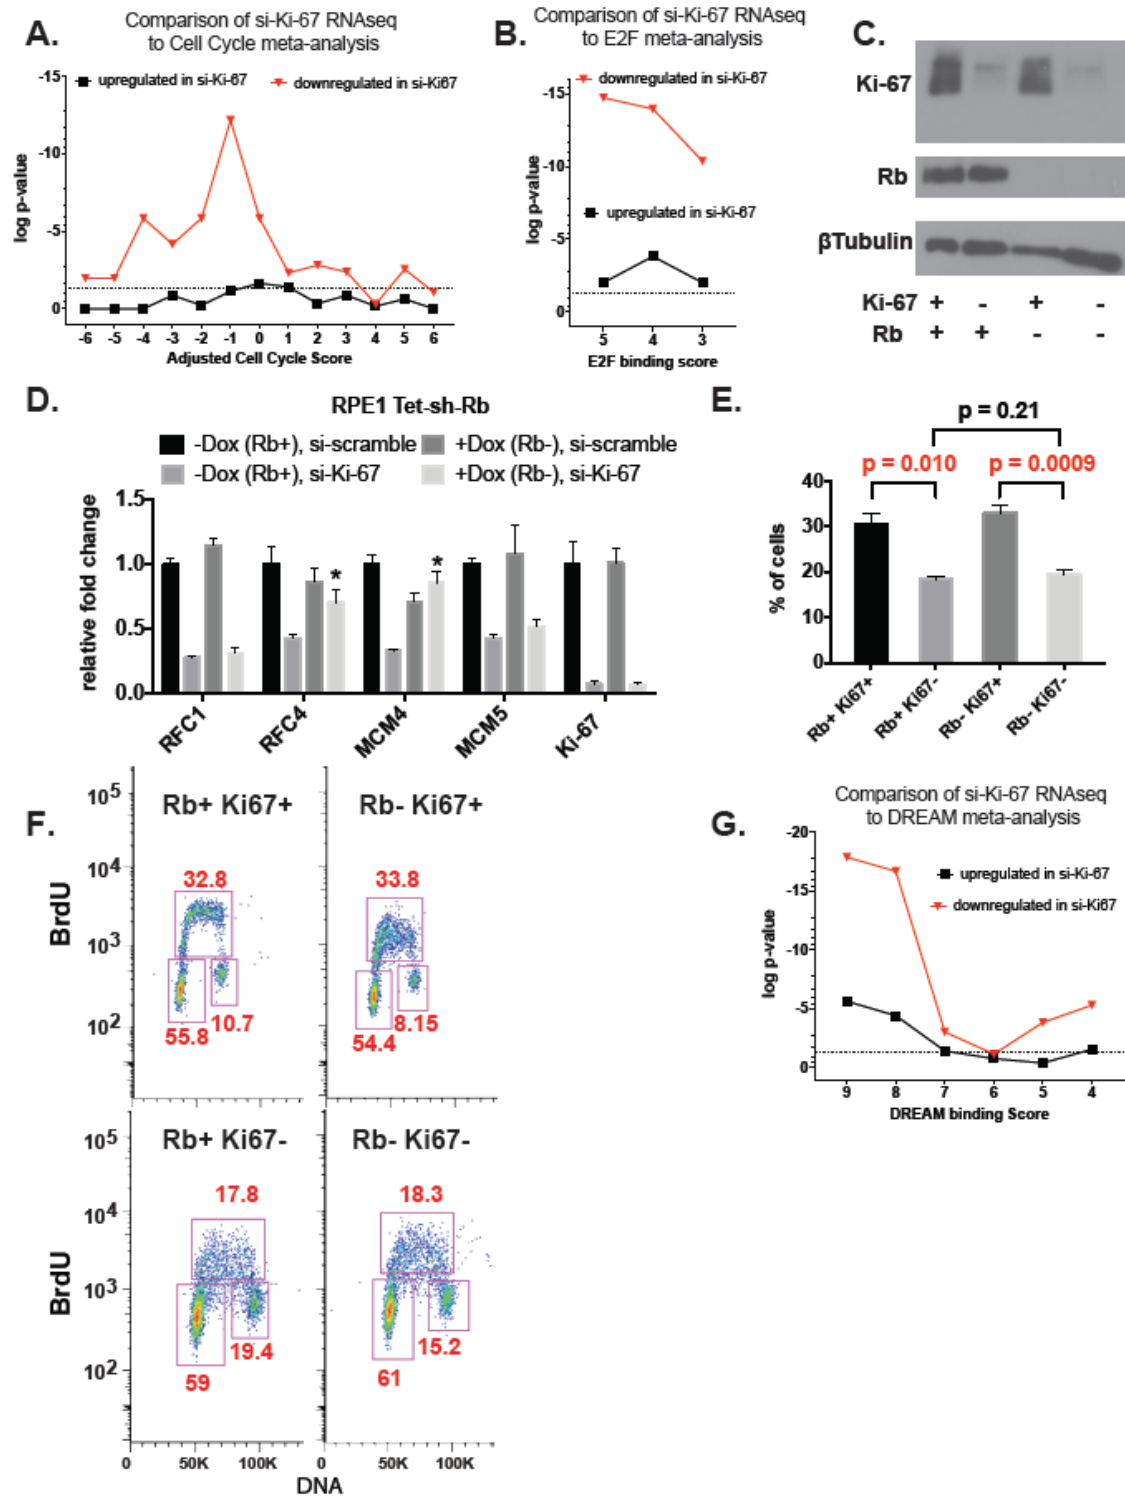 A.
Comparison of si-Ki-67 RNAseq
to Cell Cycle meta-analysis
upregulated in si-Ki-67
downregulated in si-Ki67
-15
-10
-5
0
log p-value
-6 -5 -4 -3 -2 -1 0 1 2 3 4 5 6
Adjusted Cell Cycle Score
B.
Comparison of si-Ki-67 RNAseq
to E2F meta-analysis
downregulated in si-Ki-67
-15
-10
upregulated in si-Ki-67
-5
0
log p-value
5 4 3
E2F binding score
C.
Ki-67
Rb
βTubulin
Ki-67 + - + -
Rb + + - -
D.
RPE1 Tet-sh-Rb
-Dox (Rb+), si-scramble
+Dox (Rb-), si-scramble
-Dox (Rb+), si-Ki-67
+Dox (Rb-), si-Ki-67
1.5
1.0
0.5
0.0
relative fold change
* *
RFC1 RFC4 MCM4 MCM5 Ki-67
E.
p = 0.21
p = 0.010 p = 0.0009
40
30
20
10
0
% of cells
Rb+ Ki67+ Rb+ Ki67- Rb- Ki67+ Rb- Ki67-
F.
10⁵
10⁴
10³
10²
BrdU
Rb+ Ki67+
32.8
55.8
10.7
Rb- Ki67+
33.8
54.4
8.15
10⁵
10⁴
10³
10²
BrdU
Rb+ Ki67-
17.8
19.4
59
Rb- Ki67-
18.3
15.2
61
0 50K 100K 0 50K 100K
DNA
G.
Comparison of si-Ki-67 RNAseq
to DREAM meta-analysis
-20
-15
-10
-5
0
log p-value
upregulated in si-Ki-67
downregulated in si-Ki67
9 8 7 6 5 4
DREAM binding Score